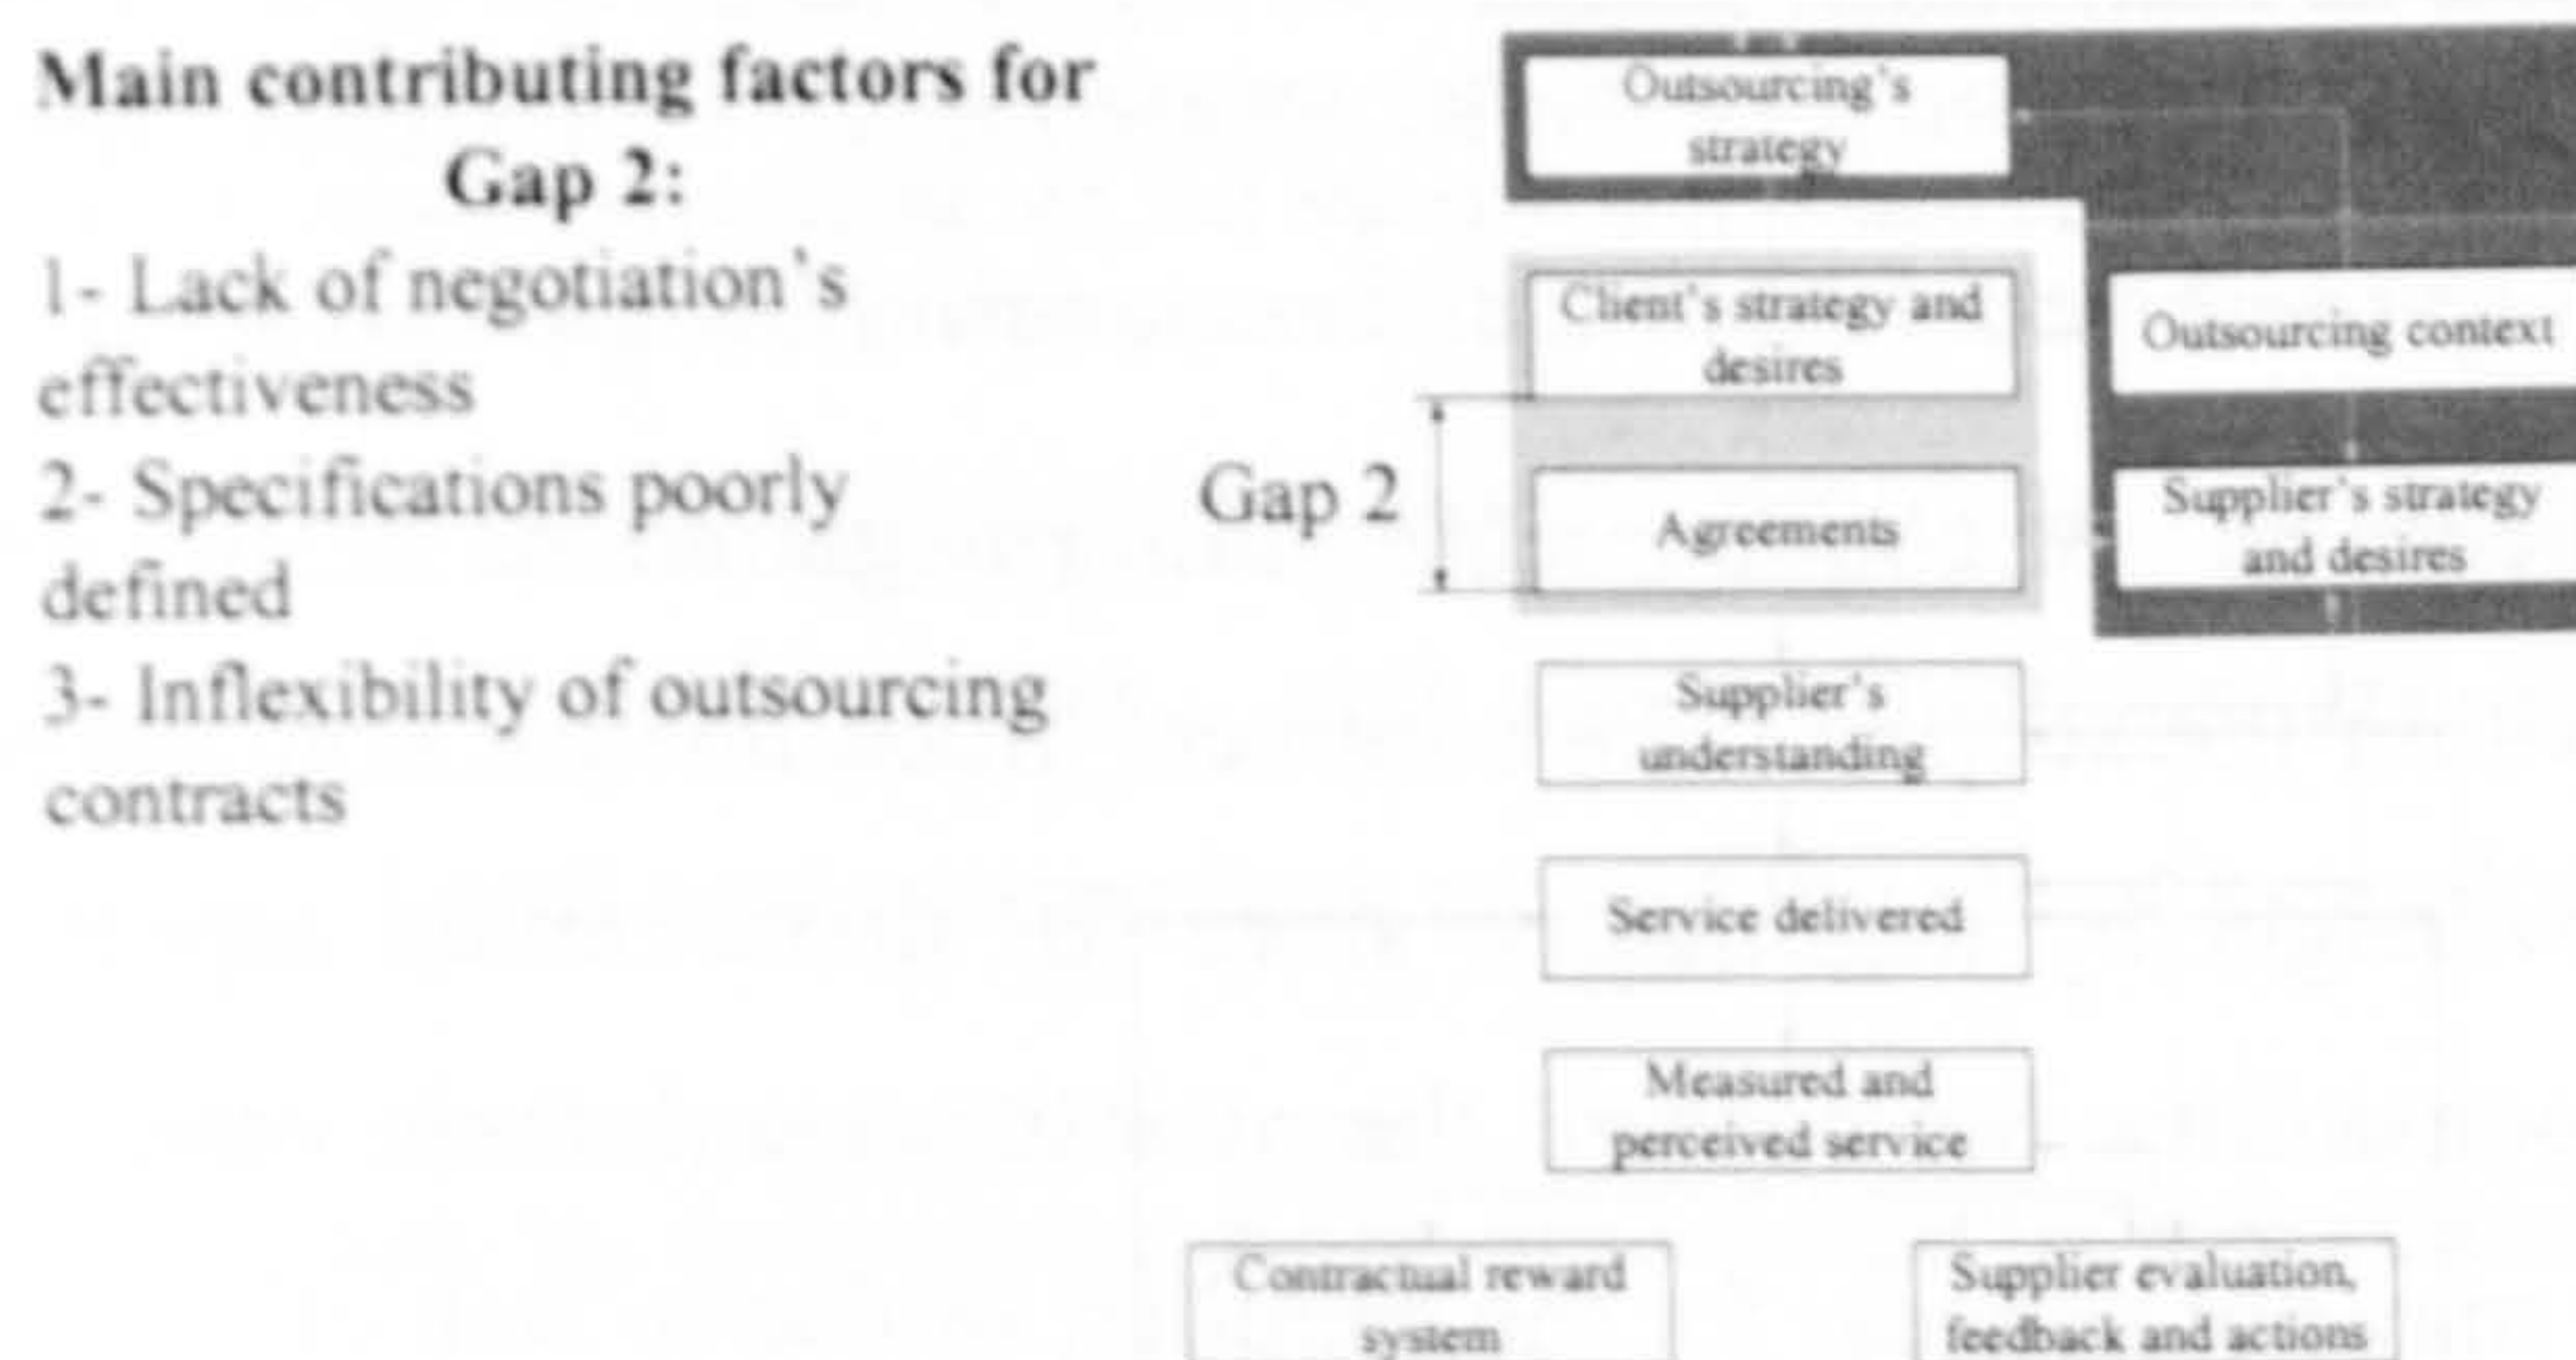 Main contributing factors for
Gap 2:
1- Lack of negotiation's
effectiveness
2- Specifications poorly
defined
3- Inflexibility of outsourcing
contracts
Outsourcing's
strategy
Client's strategy and
desires
Outsourcing context
Gap 2
Agreements
Supplier's strategy
and desires
Supplier's
understanding
Service delivered
Measured and
perceived service
Contractual reward
system
Supplier evaluation,
feedback and actions